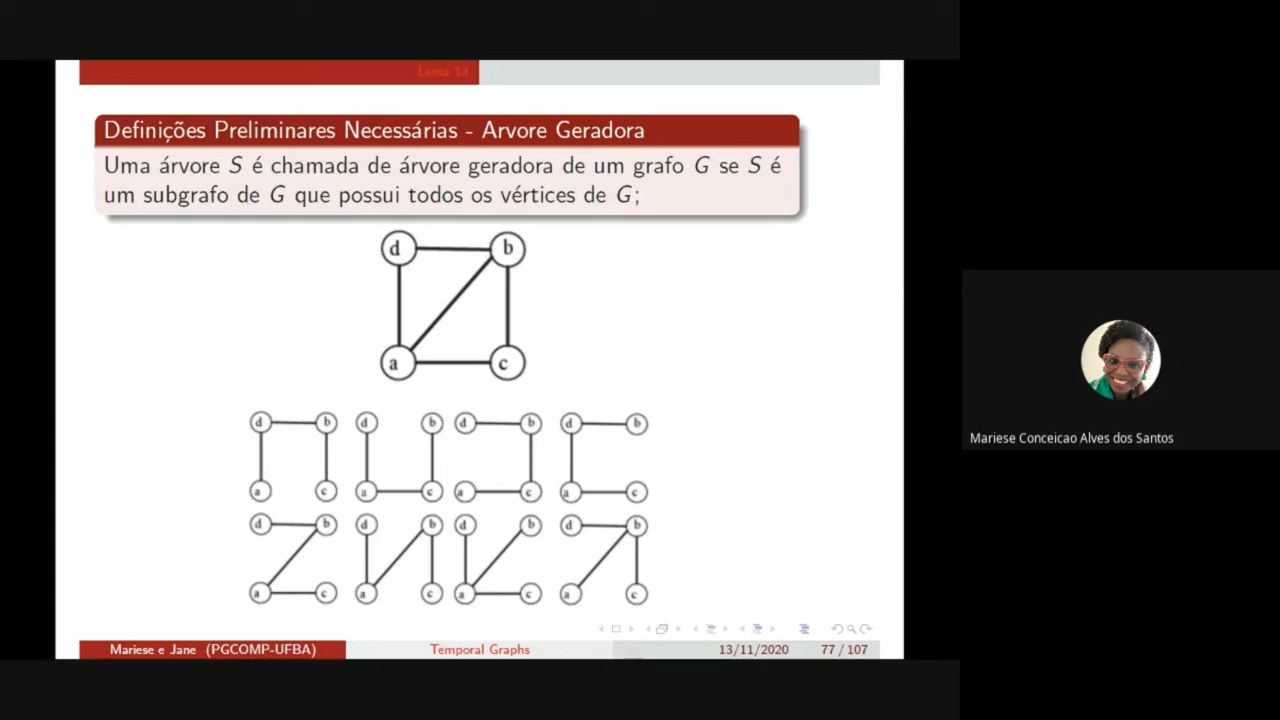 Lema 13
Definições Preliminares Necessárias - Arvore Geradora
Uma árvore S é chamada de árvore geradora de um grafo G se S é
um subgrafo de G que possui todos os vértices de G;
d b
a c
d b d b d b d b
a c a c a c a c
d b d b d b d b
a c a c a c a c
Mariese Conceicao Alves dos Santos
Mariese e Jane (PGCOMP-UFBA) Temporal Graphs 13/11/2020 77 / 107